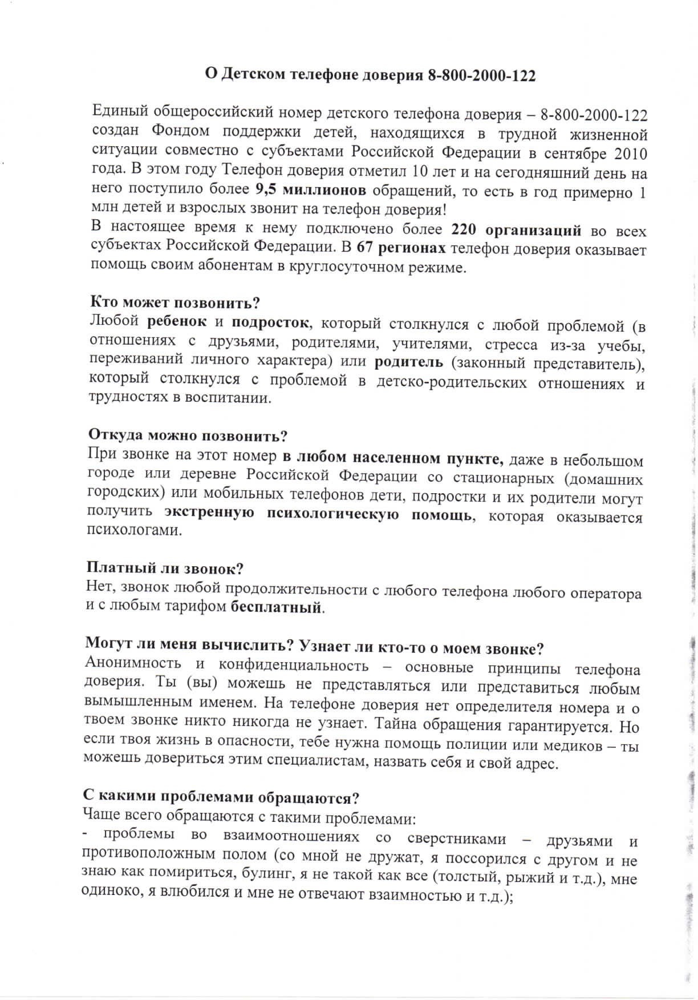 О Детском телефоне доверия 8-800-2000-122
Единый общероссийский номер детского телефона доверия – 8-800-2000-122
создан Фондом поддержки детей, находящихся в трудной жизненной
ситуации совместно с субъектами Российской Федерации в сентябре 2010
года. В этом году Телефон доверия отметил 10 лет и на сегодняшний день на
него поступило более 9,5 миллионов обращений, то есть в год примерно 1
млн детей и взрослых звонит на телефон доверия!
В настоящее время к нему подключено более 220 организаций во всех
субъектах Российской Федерации. В 67 регионах телефон доверия оказывает
помощь своим абонентам в круглосуточном режиме.
Кто может позвонить?
Любой ребенок и подросток, который столкнулся с любой проблемой (в
отношениях с друзьями, родителями, учителями, стресса из-за учебы,
переживаний личного характера) или родитель (законный представитель),
который столкнулся с проблемой в детско-родительских отношениях и
трудностях в воспитании.
Откуда можно позвонить?
При звонке на этот номер в любом населенном пункте, даже в небольшом
городе или деревне Российской Федерации со стационарных (домашних
городских) или мобильных телефонов дети, подростки и их родители могут
получить экстренную психологическую помощь, которая оказывается
психологами.
Платный ли звонок?
Нет, звонок любой продолжительности с любого телефона любого оператора
и с любым тарифом бесплатный.
Могут ли меня вычислить? Узнает ли кто-то о моем звонке?
Анонимность и конфиденциальность – основные принципы телефона
доверия. Ты (вы) можешь не представляться или представиться любым
вымышленным именем. На телефоне доверия нет определителя номера и о
твоем звонке никто никогда не узнает. Тайна обращения гарантируется. Но
если твоя жизнь в опасности, тебе нужна помощь полиции или медиков – ты
можешь довериться этим специалистам, назвать себя и свой адрес.
С какими проблемами обращаются?
Чаще всего обращаются с такими проблемами:
- проблемы во взаимоотношениях со сверстниками – друзьями и
противоположным полом (со мной не дружат, я поссорился с другом и не
знаю как помириться, булинг, я не такой как все (толстый, рыжий и т.д.), мне
одиноко, я влюбился и мне не отвечают взаимностью и т.д.);